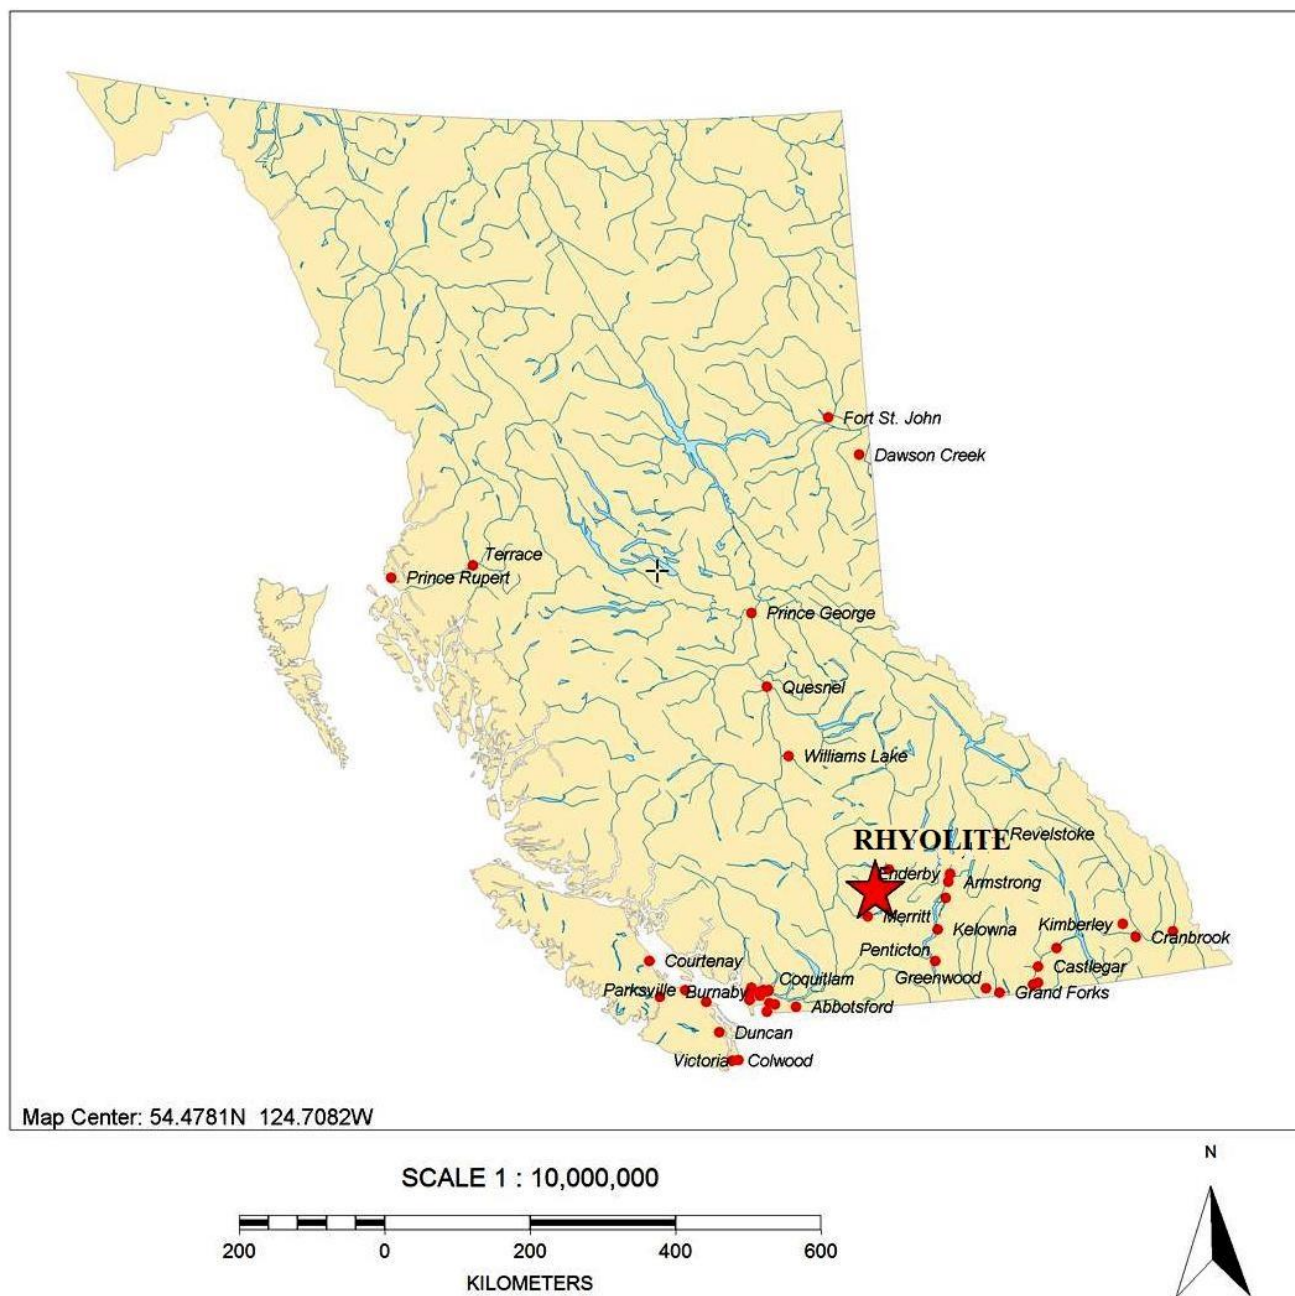 Fort St. John
Dawson Creek
Terrace
Prince Rupert
Prince George
Quesnel
Williams Lake
Revelstoke
RHYOLITE
Enderby
Armstrong
Merritt
Kimberley
Kelowna
Cranbrook
Penticton
Courtenay
Castlegar
Greenwood
Coquitlam
Parksville
Burnaby
Grand Forks
Abbotsford
Duncan
Victoria
Colwood
Map Center: 54.4781N 124.7082W
N
SCALE 1 : 10,000,000
200 0 200 400 600
KILOMETERS